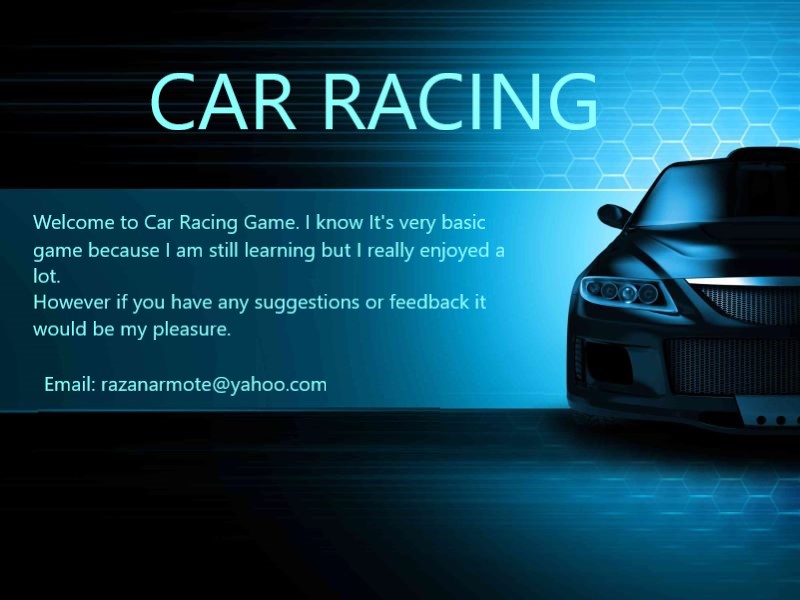 CAR RACING
Welcome to Car Racing Game. I know It's very basic
game because I am still learning but I really enjoyed a
lot.
However if you have any suggestions or feedback it
would be my pleasure.
Email: razanarmote@yahoo.com